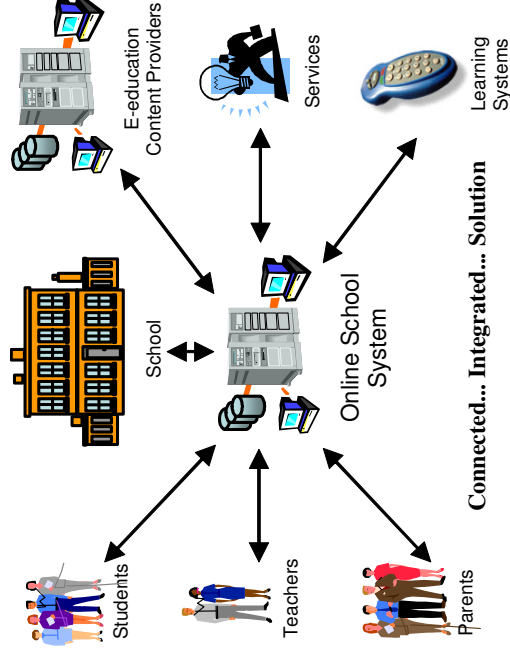 Students
School
E-education
Content Providers
Teachers
Online School
System
Services
Parents
Learning
Systems
Connected... Integrated... Solution